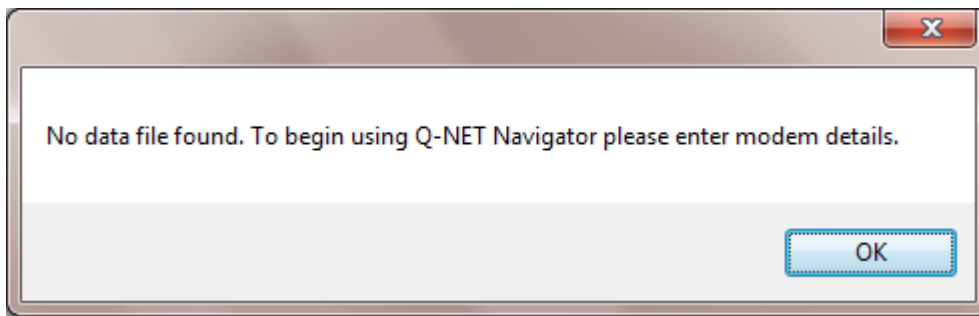 No data file found. To begin using Q-NET Navigator please enter modem details.
OK